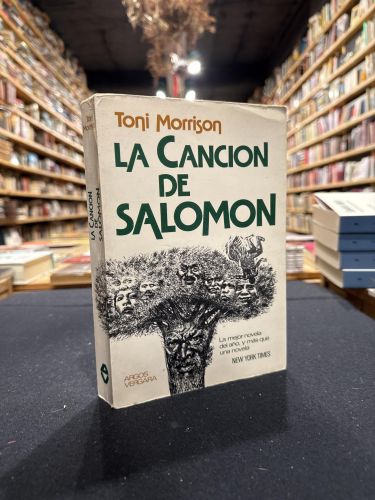 Toni Morrison
LA CANCION
DE
SALOMON
La mejor novela
del año, y más que
una novela
NEW YORK TIMES
ARGOS
VERGARA
Toni
LA CANCION
DE
SALOMON